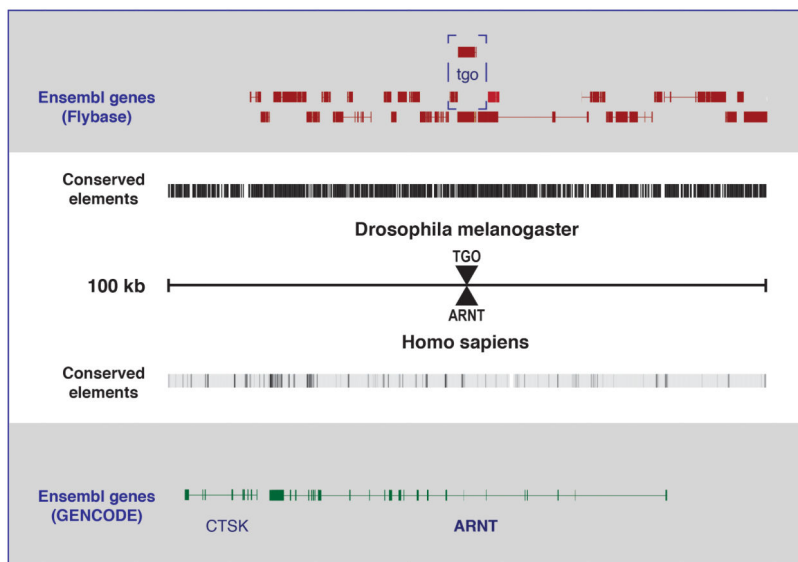 tgo
Ensembl genes
(Flybase)
Conserved
elements
Drosophila melanogaster
TGO
100 kb
ARNT
Homo sapiens
Conserved
elements
Ensembl genes
(GENCODE)
CTSK
ARNT